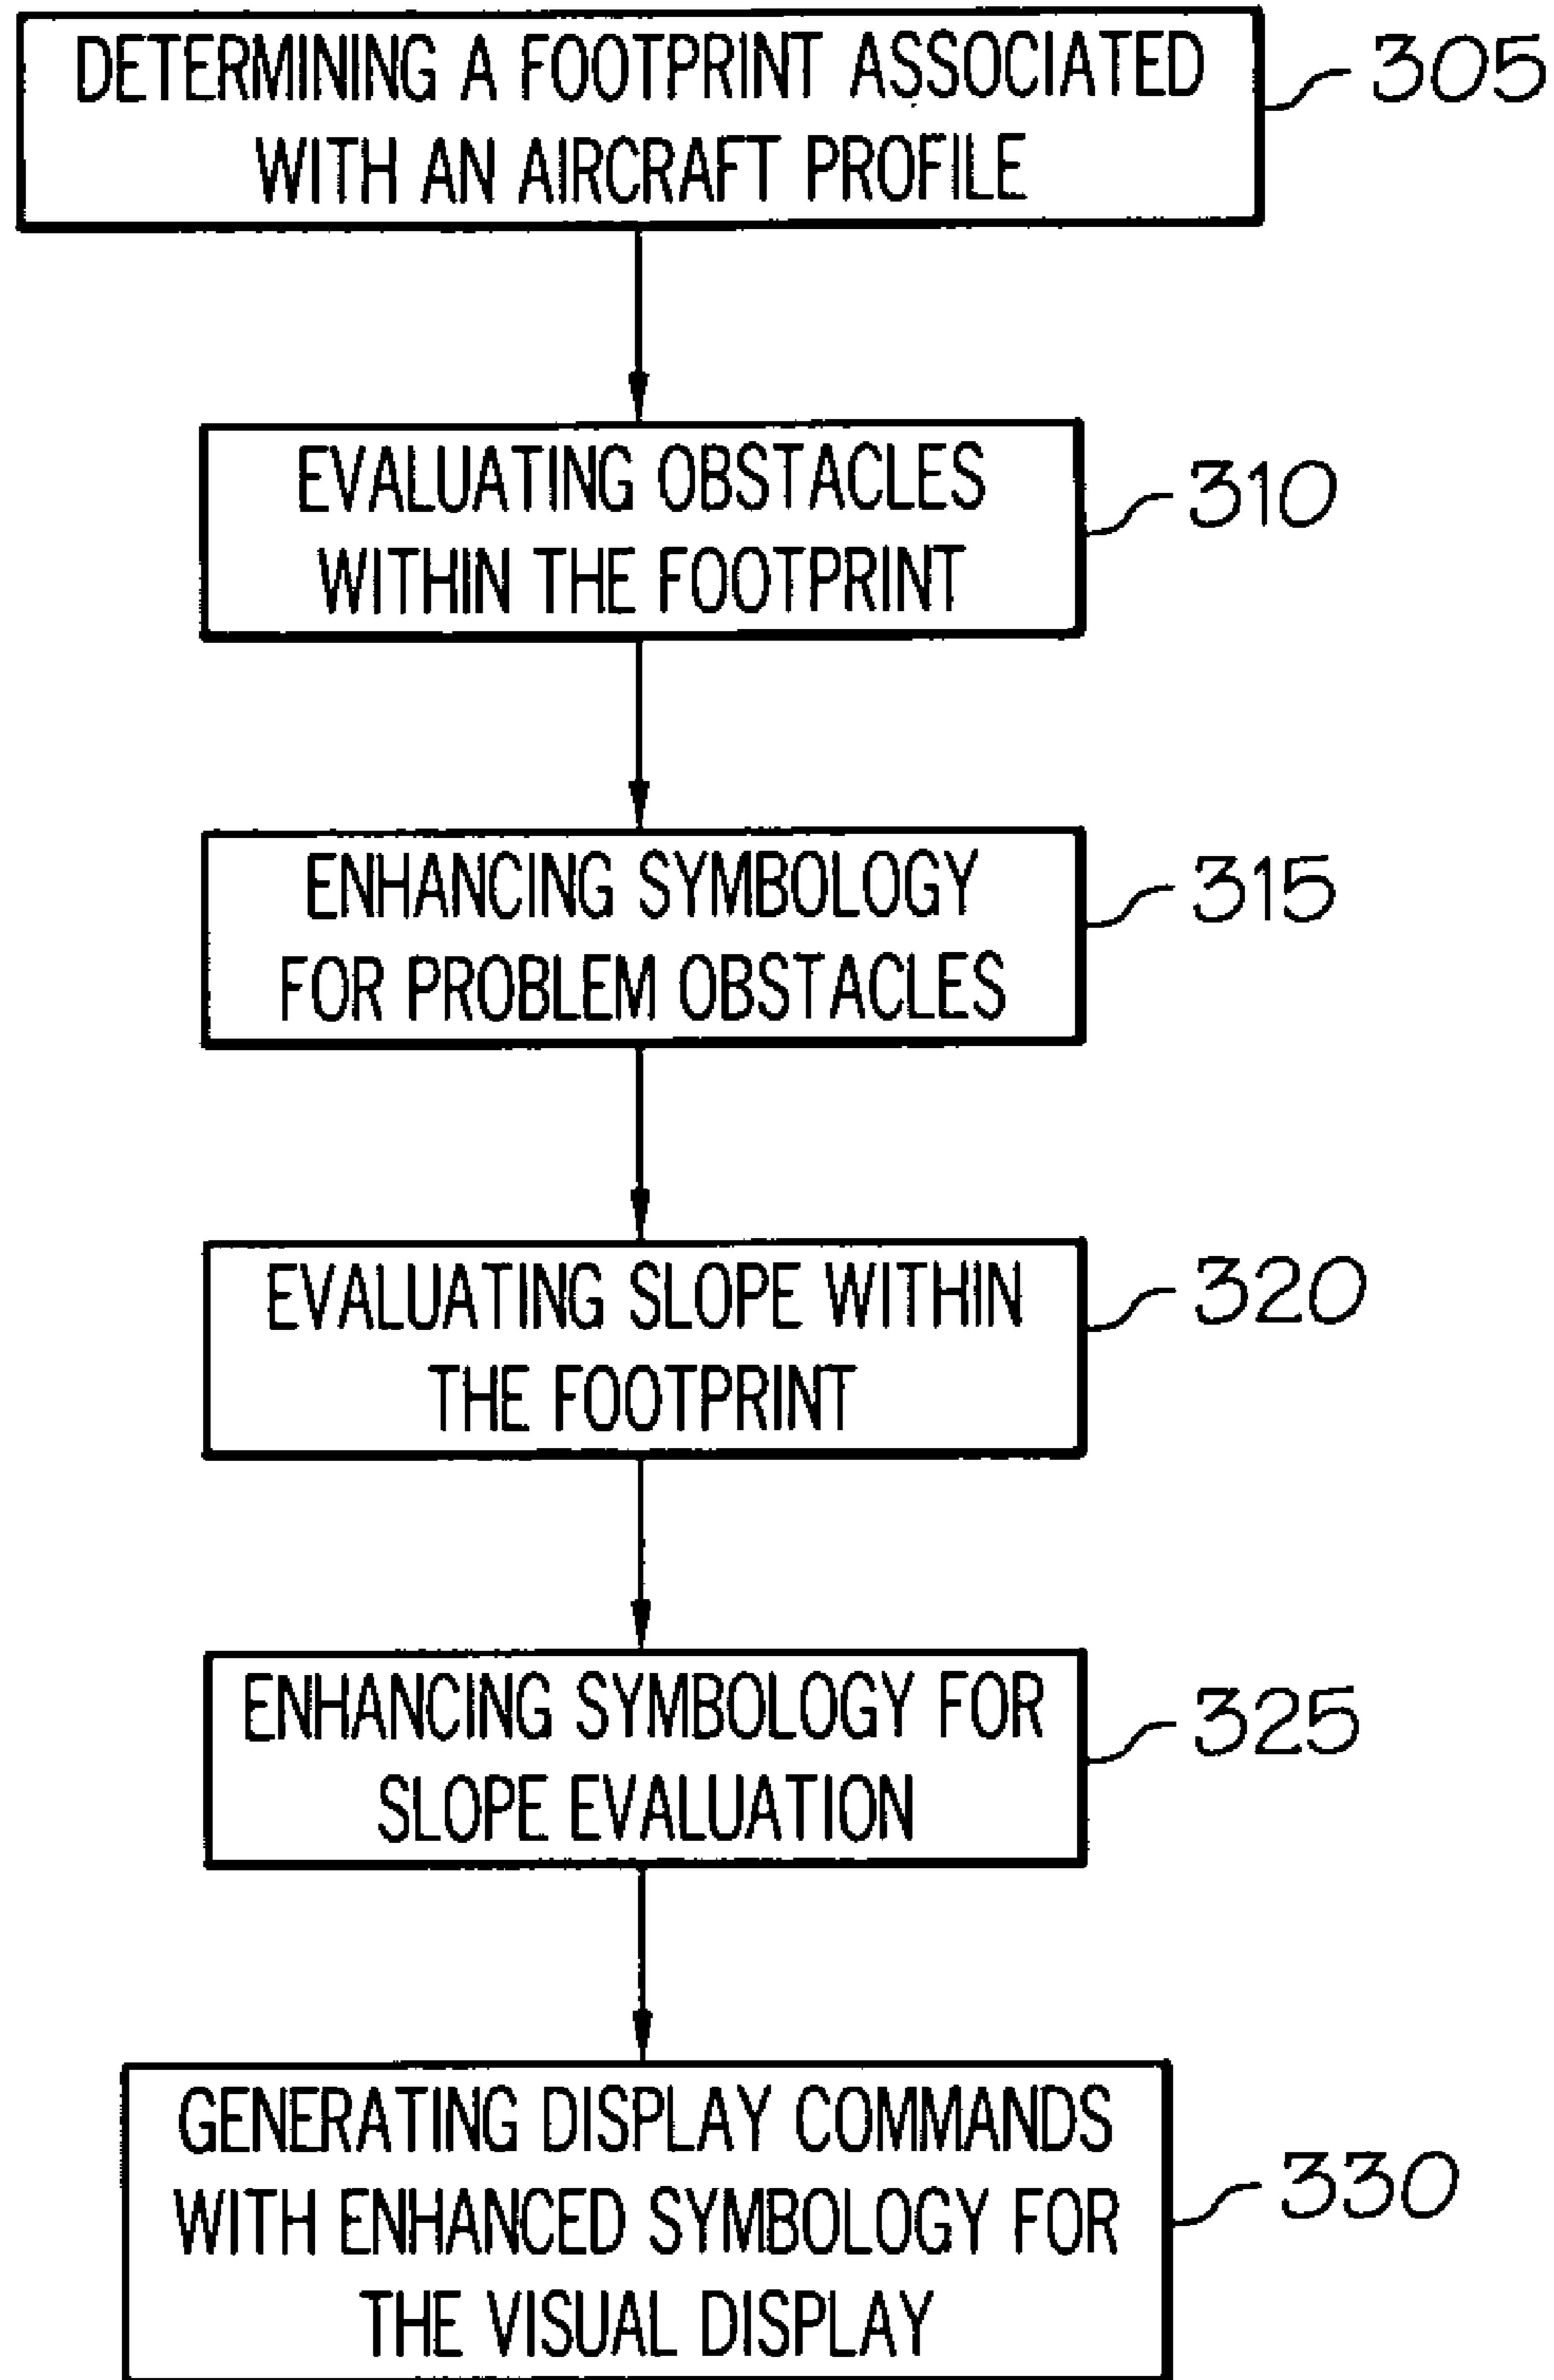 DETERMINING A FOOTPRINT ASSOCIATED
WITH AN AIRCRAFT PROFILE
305
EVALUATING OBSTACLES
WITHIN THE FOOTPRINT
310
ENHANCING SYMBOLOGY
FOR PROBLEM OBSTACLES
315
EVALUATING SLOPE WITHIN
THE FOOTPRINT
320
ENHANCING SYMBOLOGY FOR
SLOPE EVALUATION
325
GENERATING DISPLAY COMMANDS
WITH ENHANCED SYMBOLOGY FOR
THE VISUAL DISPLAY
330